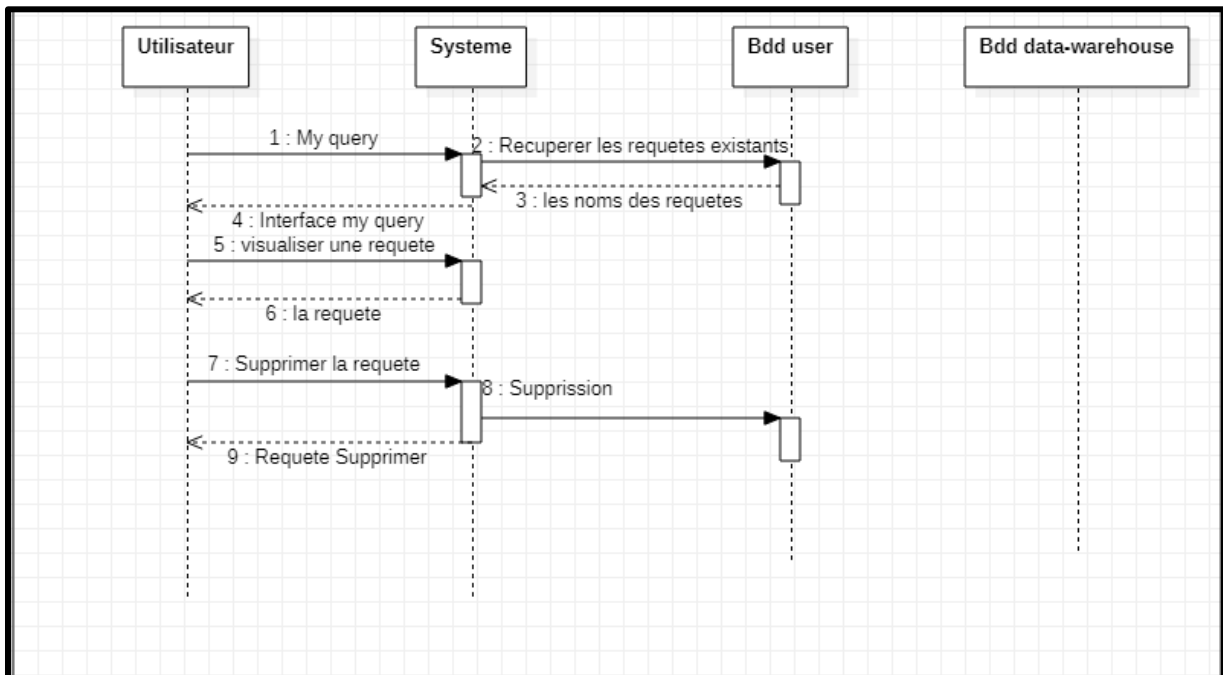 Utilisateur
Systeme
Bdd user
Bdd data-warehouse
1 : My query
2 : Recuperer les requetes existants
3 : les noms des requetes
4 : Interface my query
5 : visualiser une requete
6 : la requete
7 : Supprimer la requete
8 : Supprission
9 : Requete Supprimer